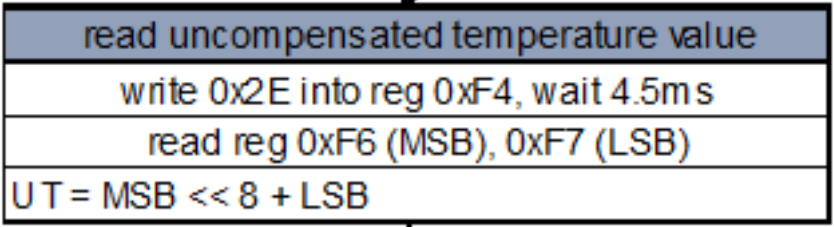 read uncompensated temperature value
write 0x2E into reg 0xF4, wait 4.5ms
read reg 0xF6 (MSB), 0xF7 (LSB)
UT = MSB << 8 + LSB